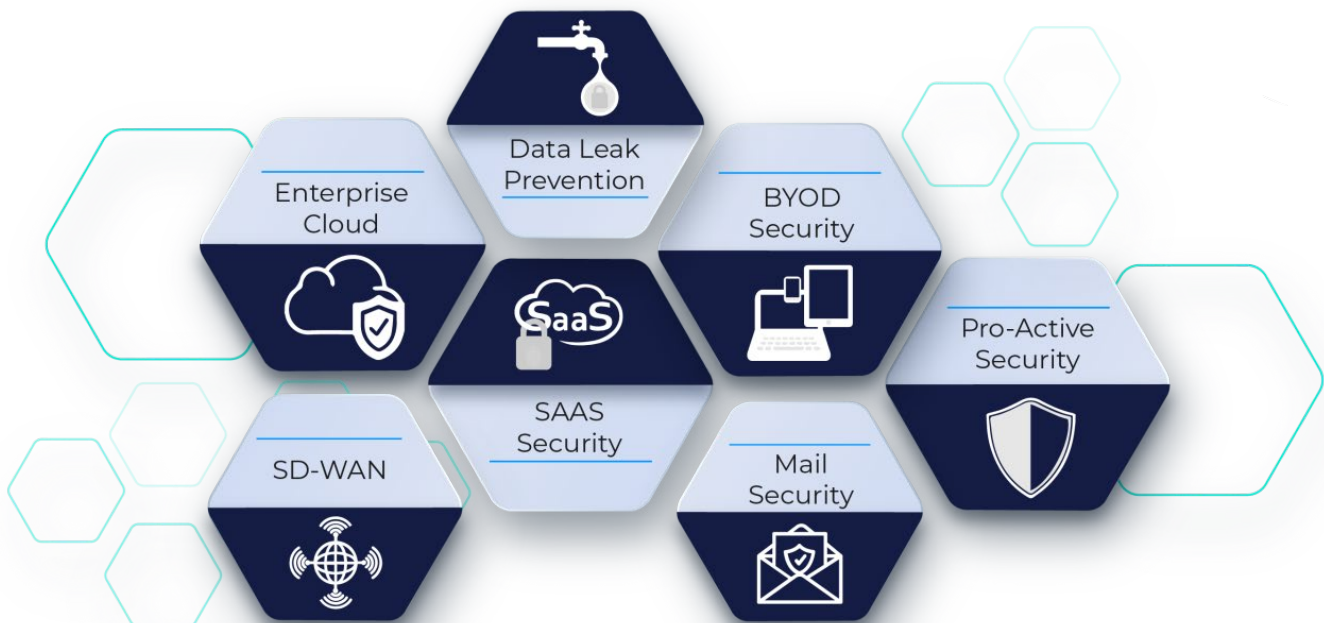 Data Leak
Prevention
Enterprise
Cloud
BYOD
Security
SaaS
Pro-Active
Security
SAAS
Security
SD-WAN
Mail
Security